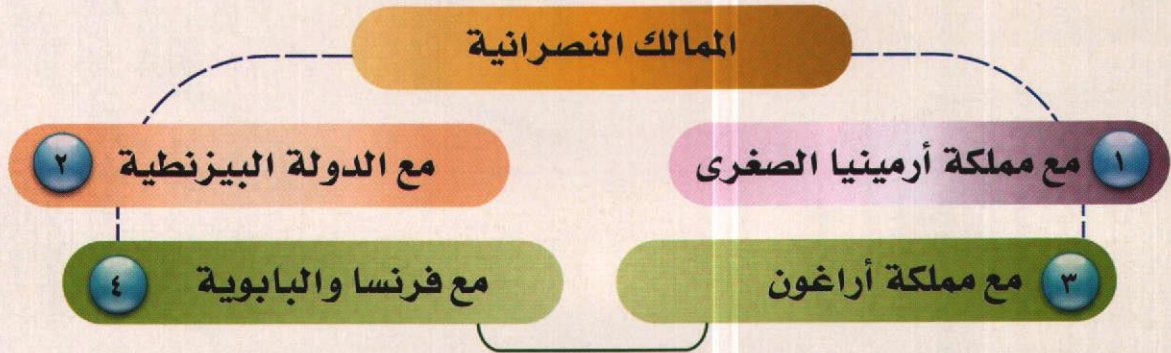 الممالك النصرانية
١ مع مملكة أرمينيا الصغرى
٢ مع الدولة البيزنطية
٣ مع مملكة أراغون
٤ مع فرنسا والبابوية